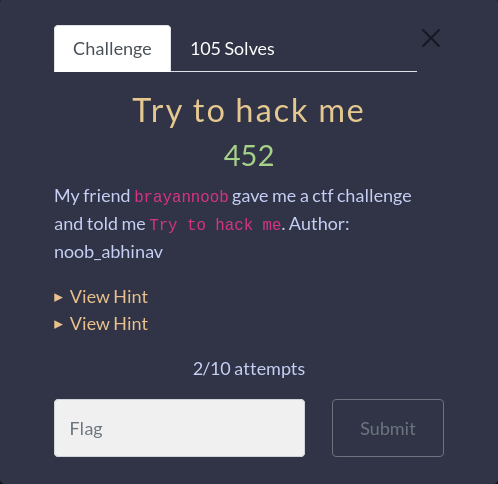 Challenge 105 Solves
Try to hack me
452
My friend brayannoob gave me a ctf challenge
and told me Try to hack me. Author:
noob_abhinav
▸ View Hint
▸ View Hint
2/10 attempts
Flag Submit